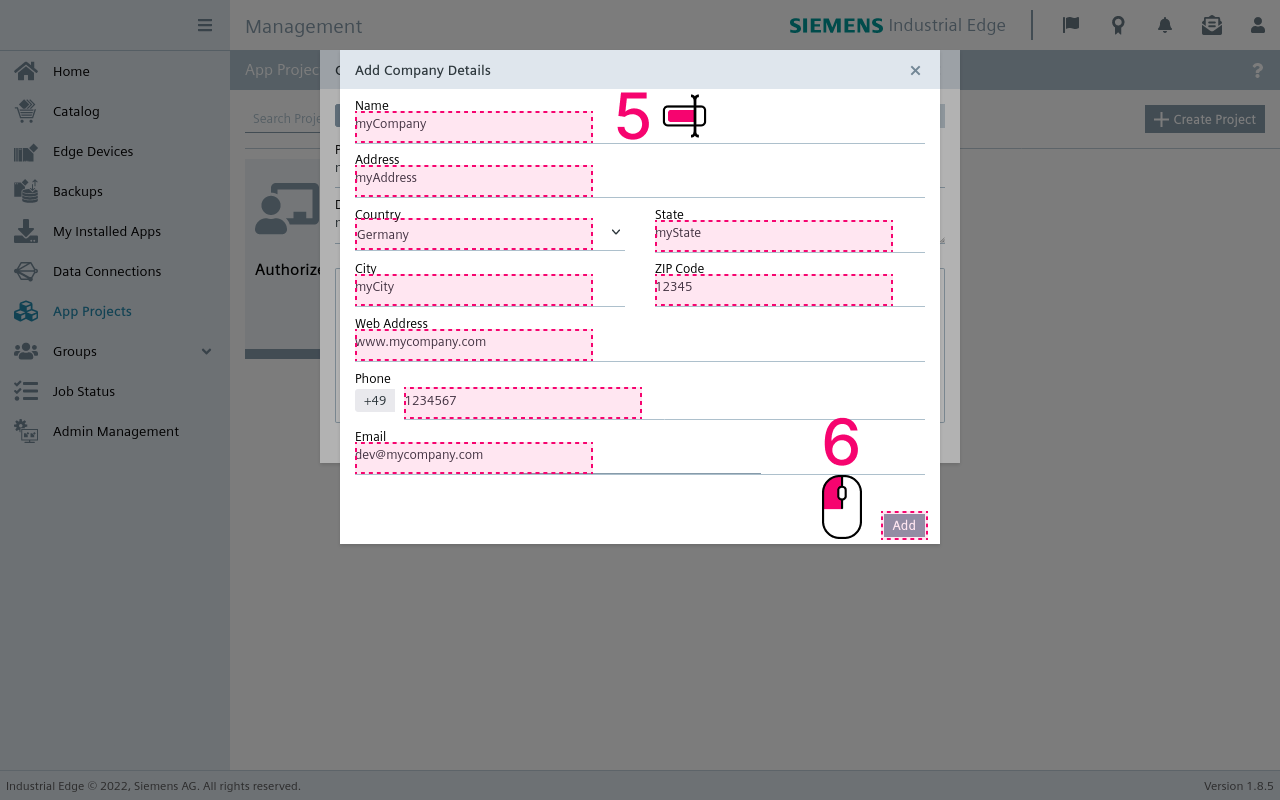 Management
SIEMENS Industrial Edge
Home
Catalog
Edge Devices
Backups
My Installed Apps
Data Connections
App Projects
Groups
Job Status
Admin Management
App Projec
Search Proje
Create Project
?
Authorize
Add Company Details
Name
myCompany
5
Address
myAddress
Country
Germany
State
myState
City
myCity
ZIP Code
12345
Web Address
www.mycompany.com
Phone
+49 1234567
Email
dev@mycompany.com
6
Add
Industrial Edge © 2022, Siemens AG. All rights reserved.
Version 1.8.5